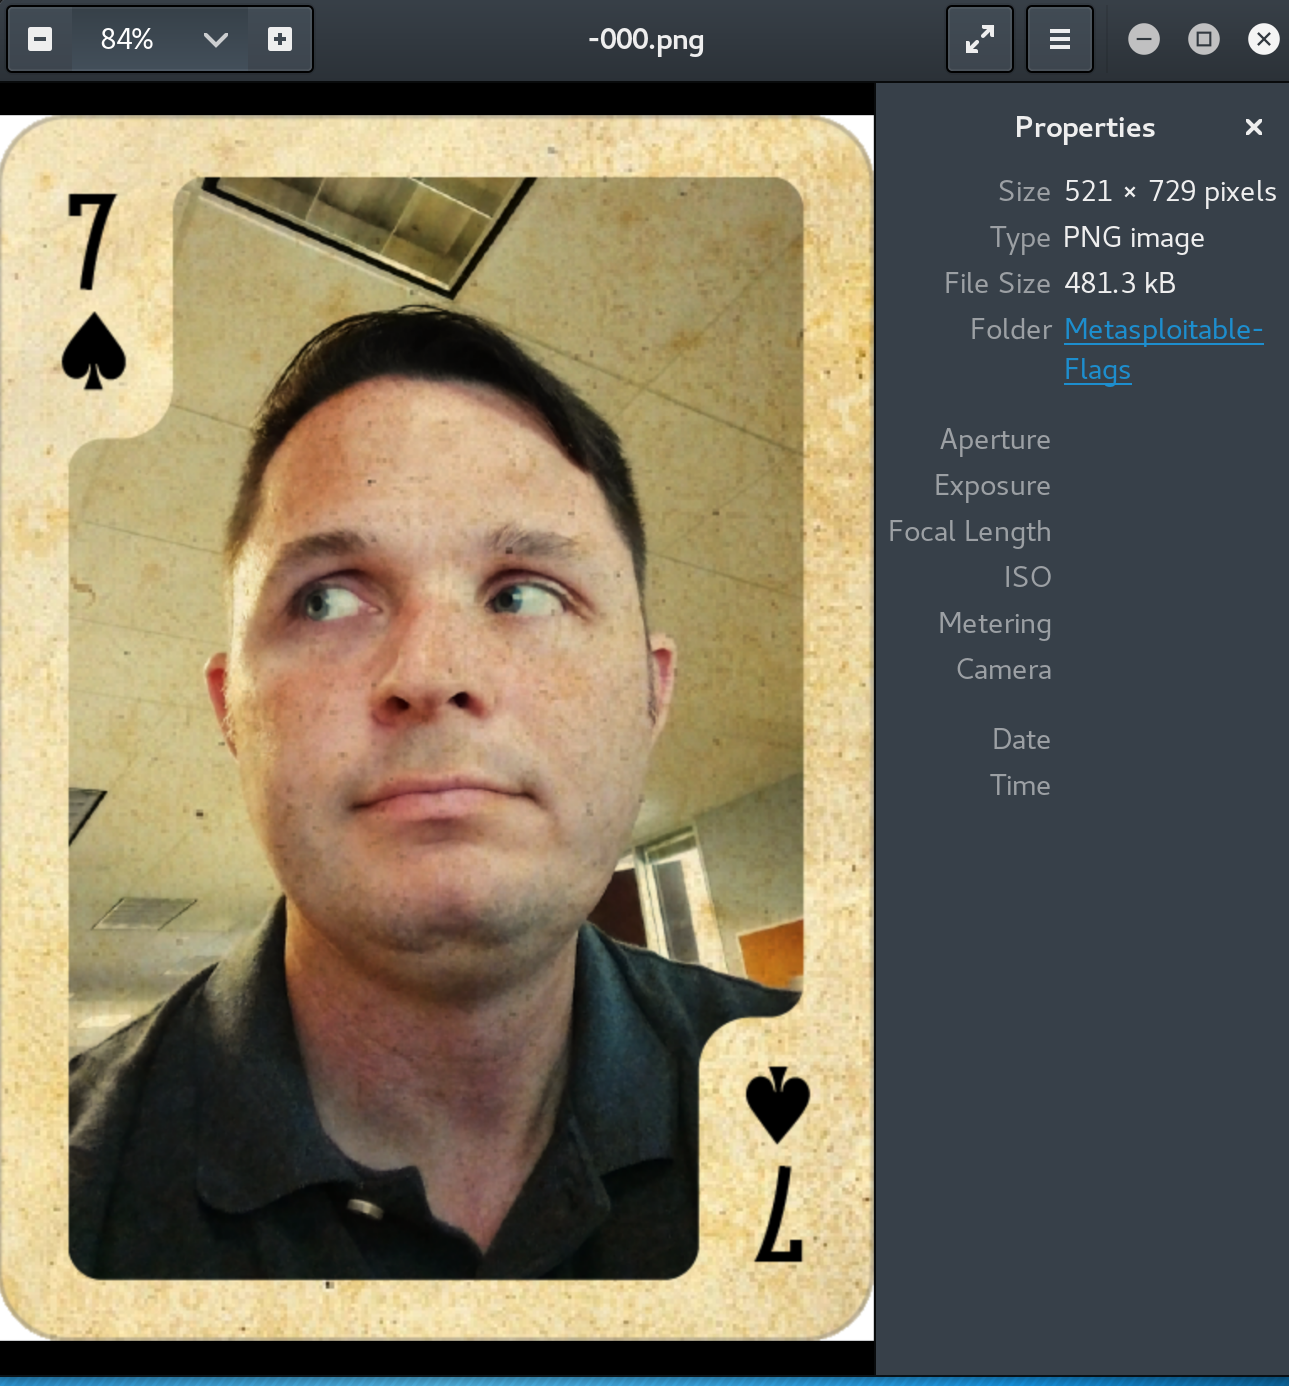 84%
-000.png
Properties
Size 521 × 729 pixels
Type PNG image
File Size 481.3 kB
Folder Metasploitable-
Flags
Aperture
Exposure
Focal Length
ISO
Metering
Camera
Date
Time
7
7